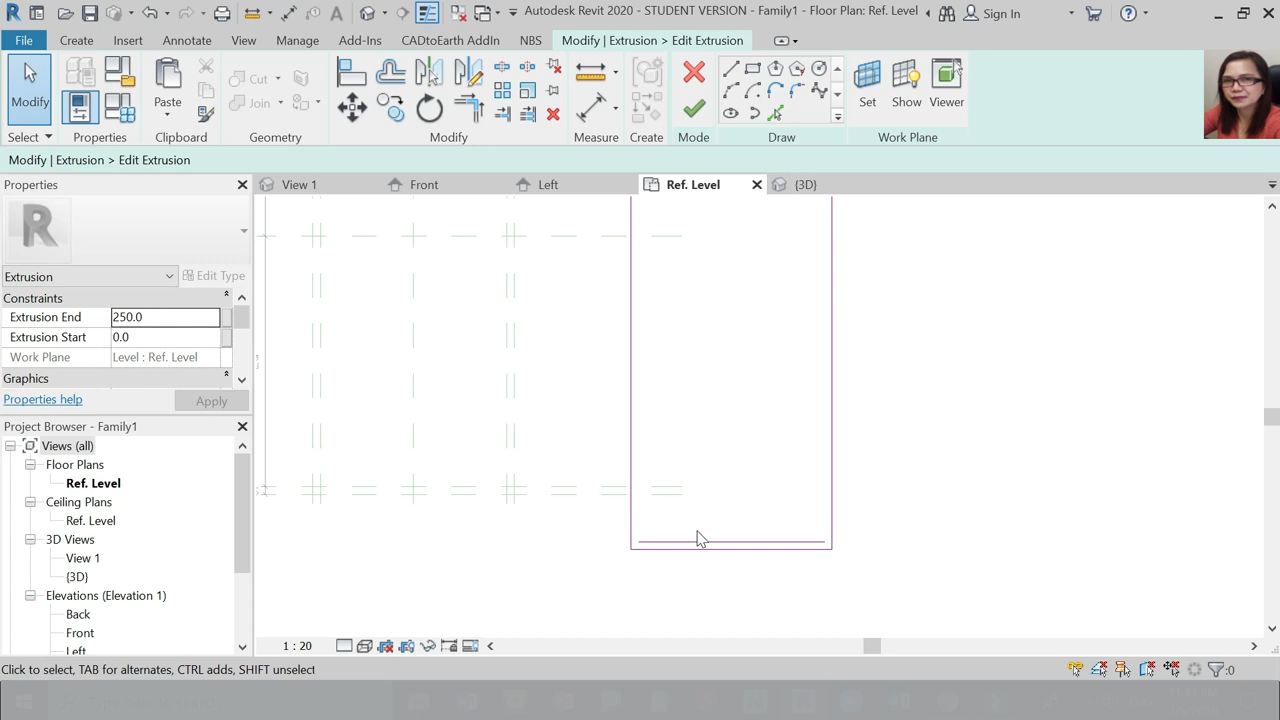 Autodesk Revit 2020 - STUDENT VERSION - Family1 - Floor Plan: Ref. Level
Sign In
File Create Insert Annotate View Manage Add-Ins CADtoEarth AddIn NBS Modify | Extrusion > Edit Extrusion
Modify Paste Cut Join Set Show Viewer
Select Properties Clipboard Geometry Modify Measure Create Mode Draw Work Plane
Modify | Extrusion > Edit Extrusion
Properties
View 1 Front Left Ref. Level {3D}
Extrusion Edit Type
Constraints
Extrusion End 250.0
Extrusion Start 0.0
Work Plane Level : Ref. Level
Graphics
Properties help Apply
Project Browser - Family1
Views (all)
Floor Plans
Ref. Level
Ceiling Plans
Ref. Level
3D Views
View 1
{3D}
Elevations (Elevation 1)
Back
Front
Left
1 : 20
Click to select, TAB for alternates, CTRL adds, SHIFT unselect
:0